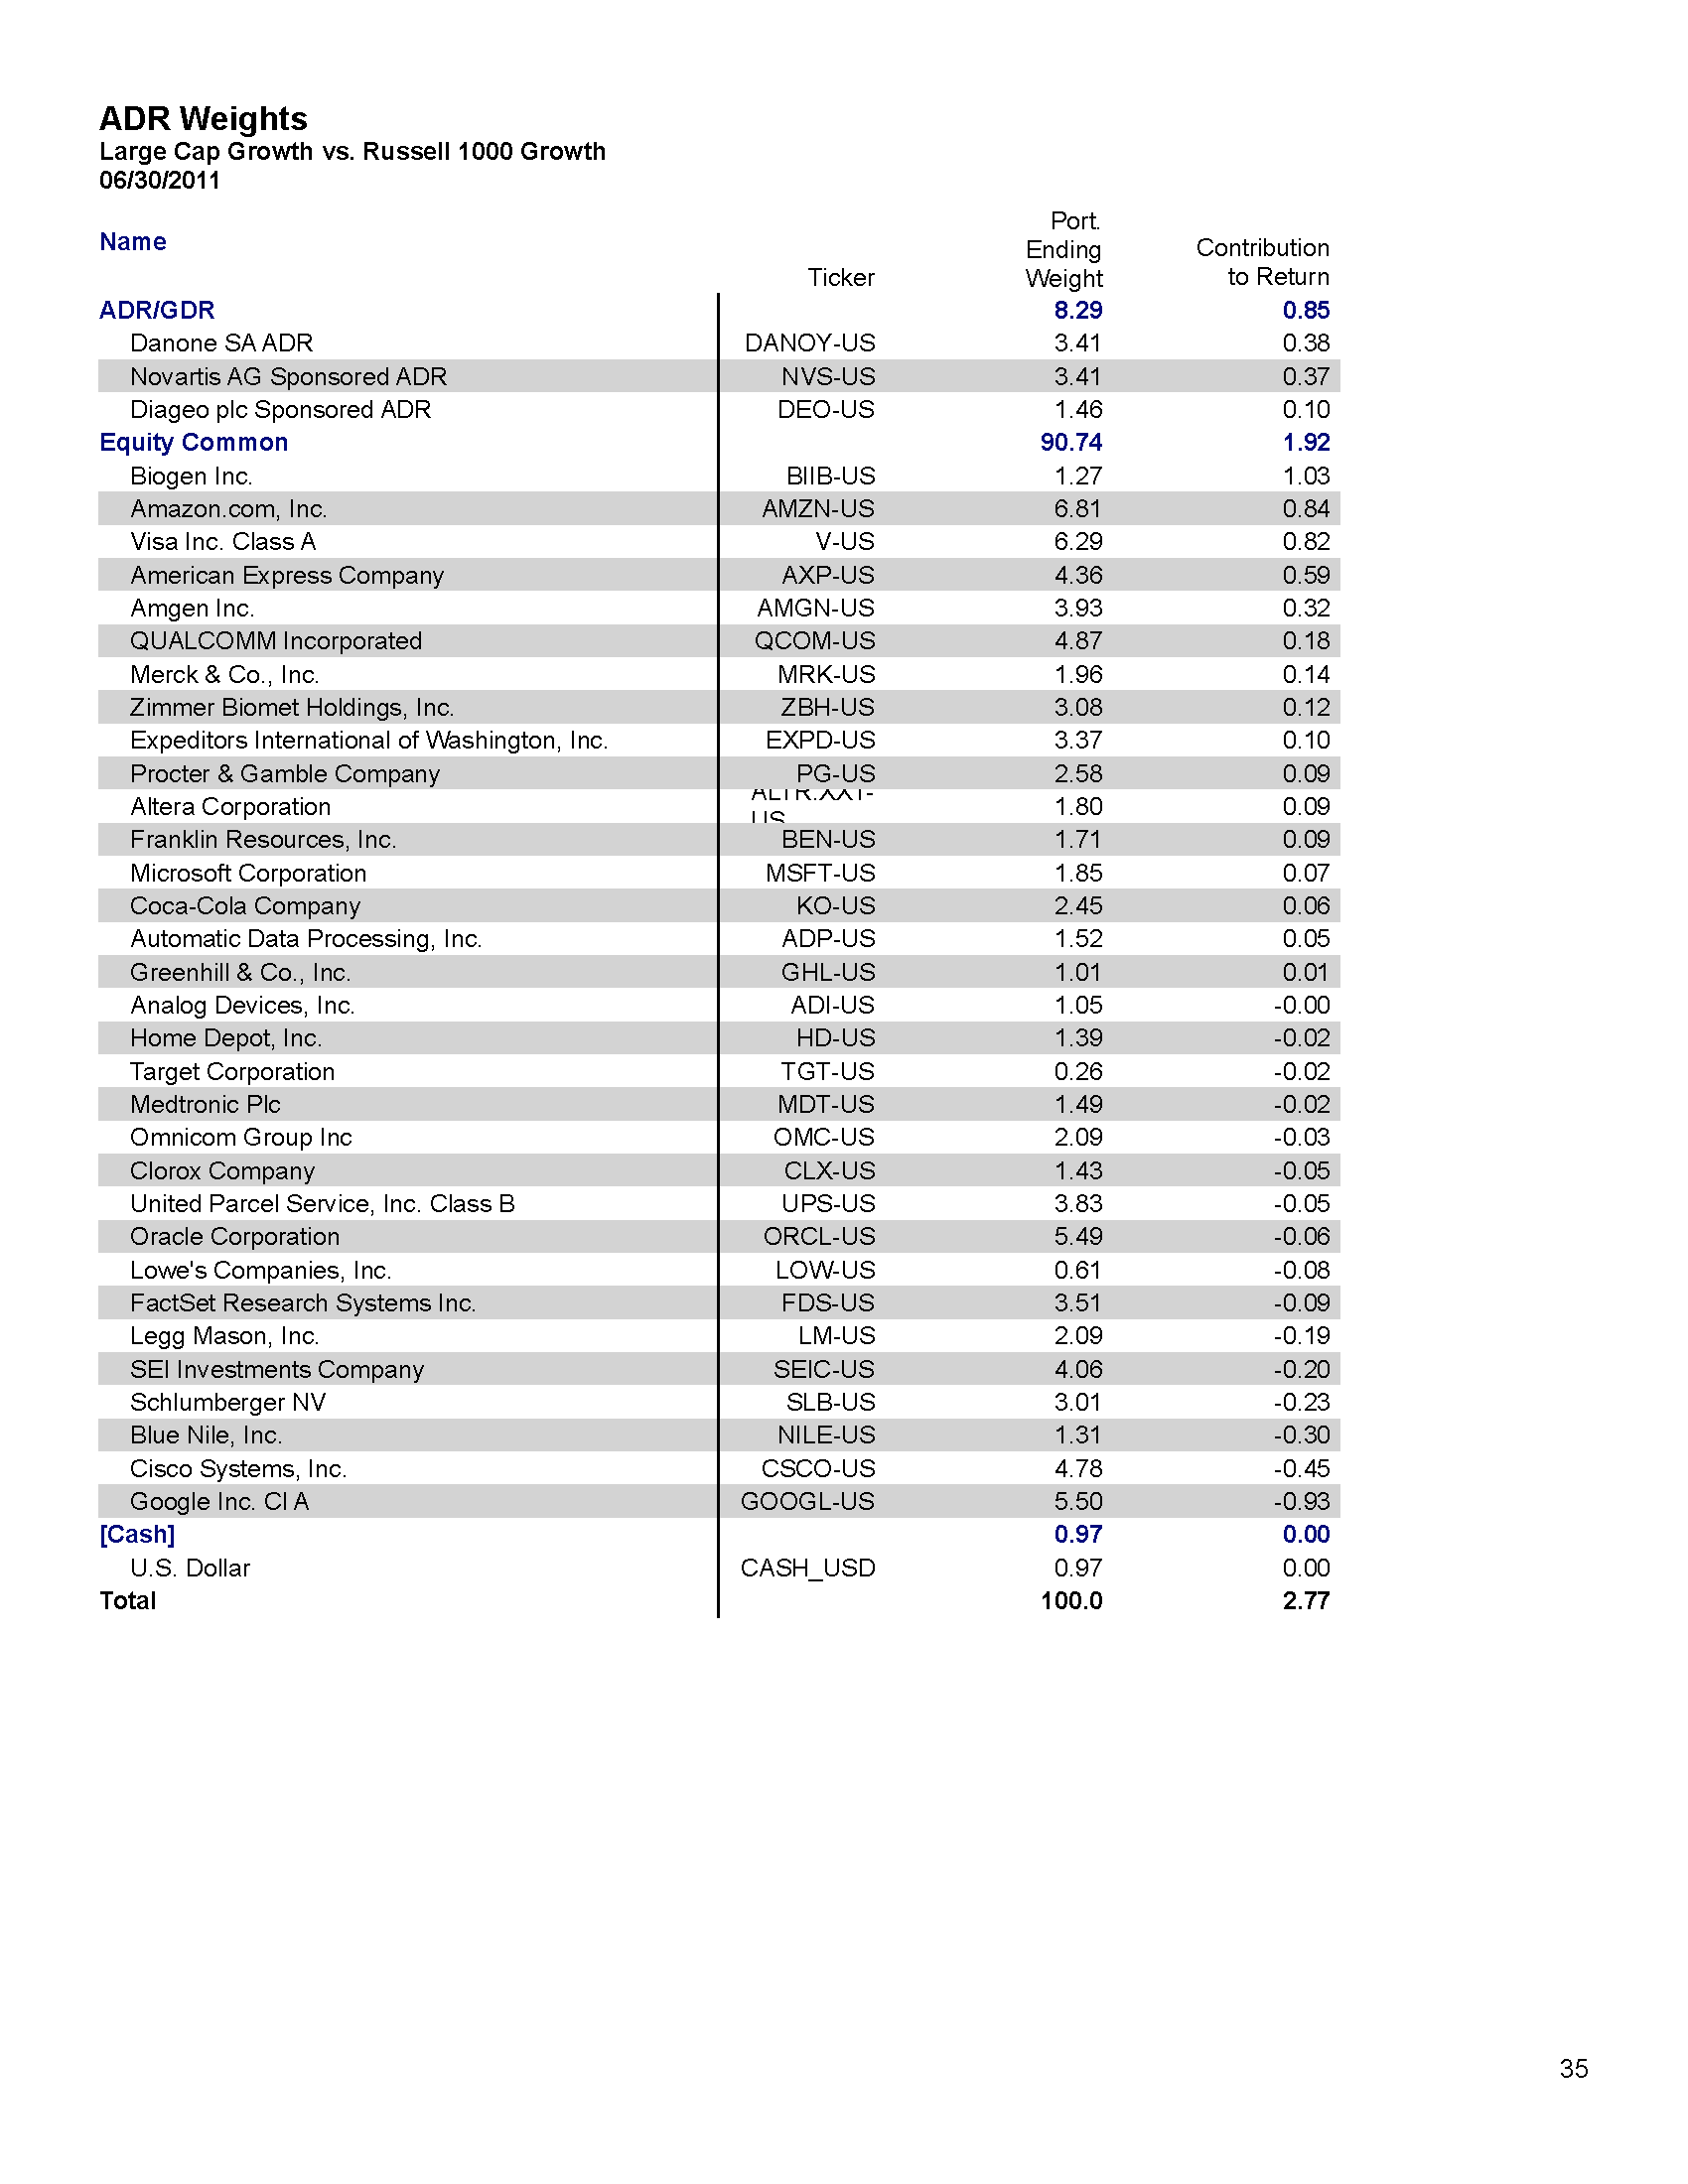 ADR Weights
Large Cap Growth vs. Russell 1000 Growth
06/30/2011
Name Ticker Port. Ending Weight Contribution to Return
ADR/GDR 8.29 0.85
Danone SA ADR DANOY-US 3.41 0.38
Novartis AG Sponsored ADR NVS-US 3.41 0.37
Diageo plc Sponsored ADR DEO-US 1.46 0.10
Equity Common 90.74 1.92
Biogen Inc. BIIB-US 1.27 1.03
Amazon.com, Inc. AMZN-US 6.81 0.84
Visa Inc. Class A V-US 6.29 0.82
American Express Company AXP-US 4.36 0.59
Amgen Inc. AMGN-US 3.93 0.32
QUALCOMM Incorporated QCOM-US 4.87 0.18
Merck & Co., Inc. MRK-US 1.96 0.14
Zimmer Biomet Holdings, Inc. ZBH-US 3.08 0.12
Expeditors International of Washington, Inc. EXPD-US 3.37 0.10
Procter & Gamble Company PG-US 2.58 0.09
Altera Corporation 1.80 0.09
Franklin Resources, Inc. BEN-US 1.71 0.09
Microsoft Corporation MSFT-US 1.85 0.07
Coca-Cola Company KO-US 2.45 0.06
Automatic Data Processing, Inc. ADP-US 1.52 0.05
Greenhill & Co., Inc. GHL-US 1.01 0.01
Analog Devices, Inc. ADI-US 1.05 -0.00
Home Depot, Inc. HD-US 1.39 -0.02
Target Corporation TGT-US 0.26 -0.02
Medtronic Plc MDT-US 1.49 -0.02
Omnicom Group Inc OMC-US 2.09 -0.03
Clorox Company CLX-US 1.43 -0.05
United Parcel Service, Inc. Class B UPS-US 3.83 -0.05
Oracle Corporation ORCL-US 5.49 -0.06
Lowe's Companies, Inc. LOW-US 0.61 -0.08
FactSet Research Systems Inc. FDS-US 3.51 -0.09
Legg Mason, Inc. LM-US 2.09 -0.19
SEI Investments Company SEIC-US 4.06 -0.20
Schlumberger NV SLB-US 3.01 -0.23
Blue Nile, Inc. NILE-US 1.31 -0.30
Cisco Systems, Inc. CSCO-US 4.78 -0.45
Google Inc. Cl A GOOGL-US 5.50 -0.93
[Cash] 0.97 0.00
U.S. Dollar CASH_USD 0.97 0.00
Total 100.0 2.77
35